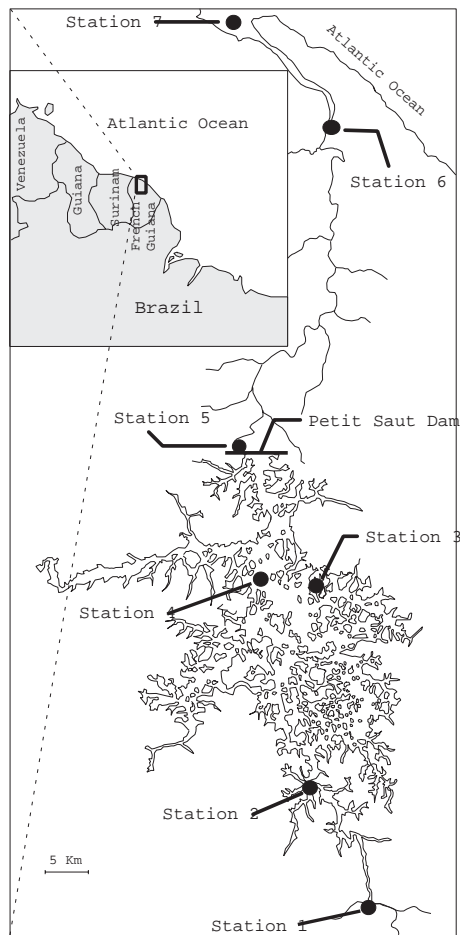 Station 7
Atlantic Ocean
Atlantic Ocean
Station 6
Venezuela
Guiana
Surinam
French
Guiana
Brazil
Station 5
Petit Saut Dam
Station 3
Station 4
Station 2
5 Km
Station 1